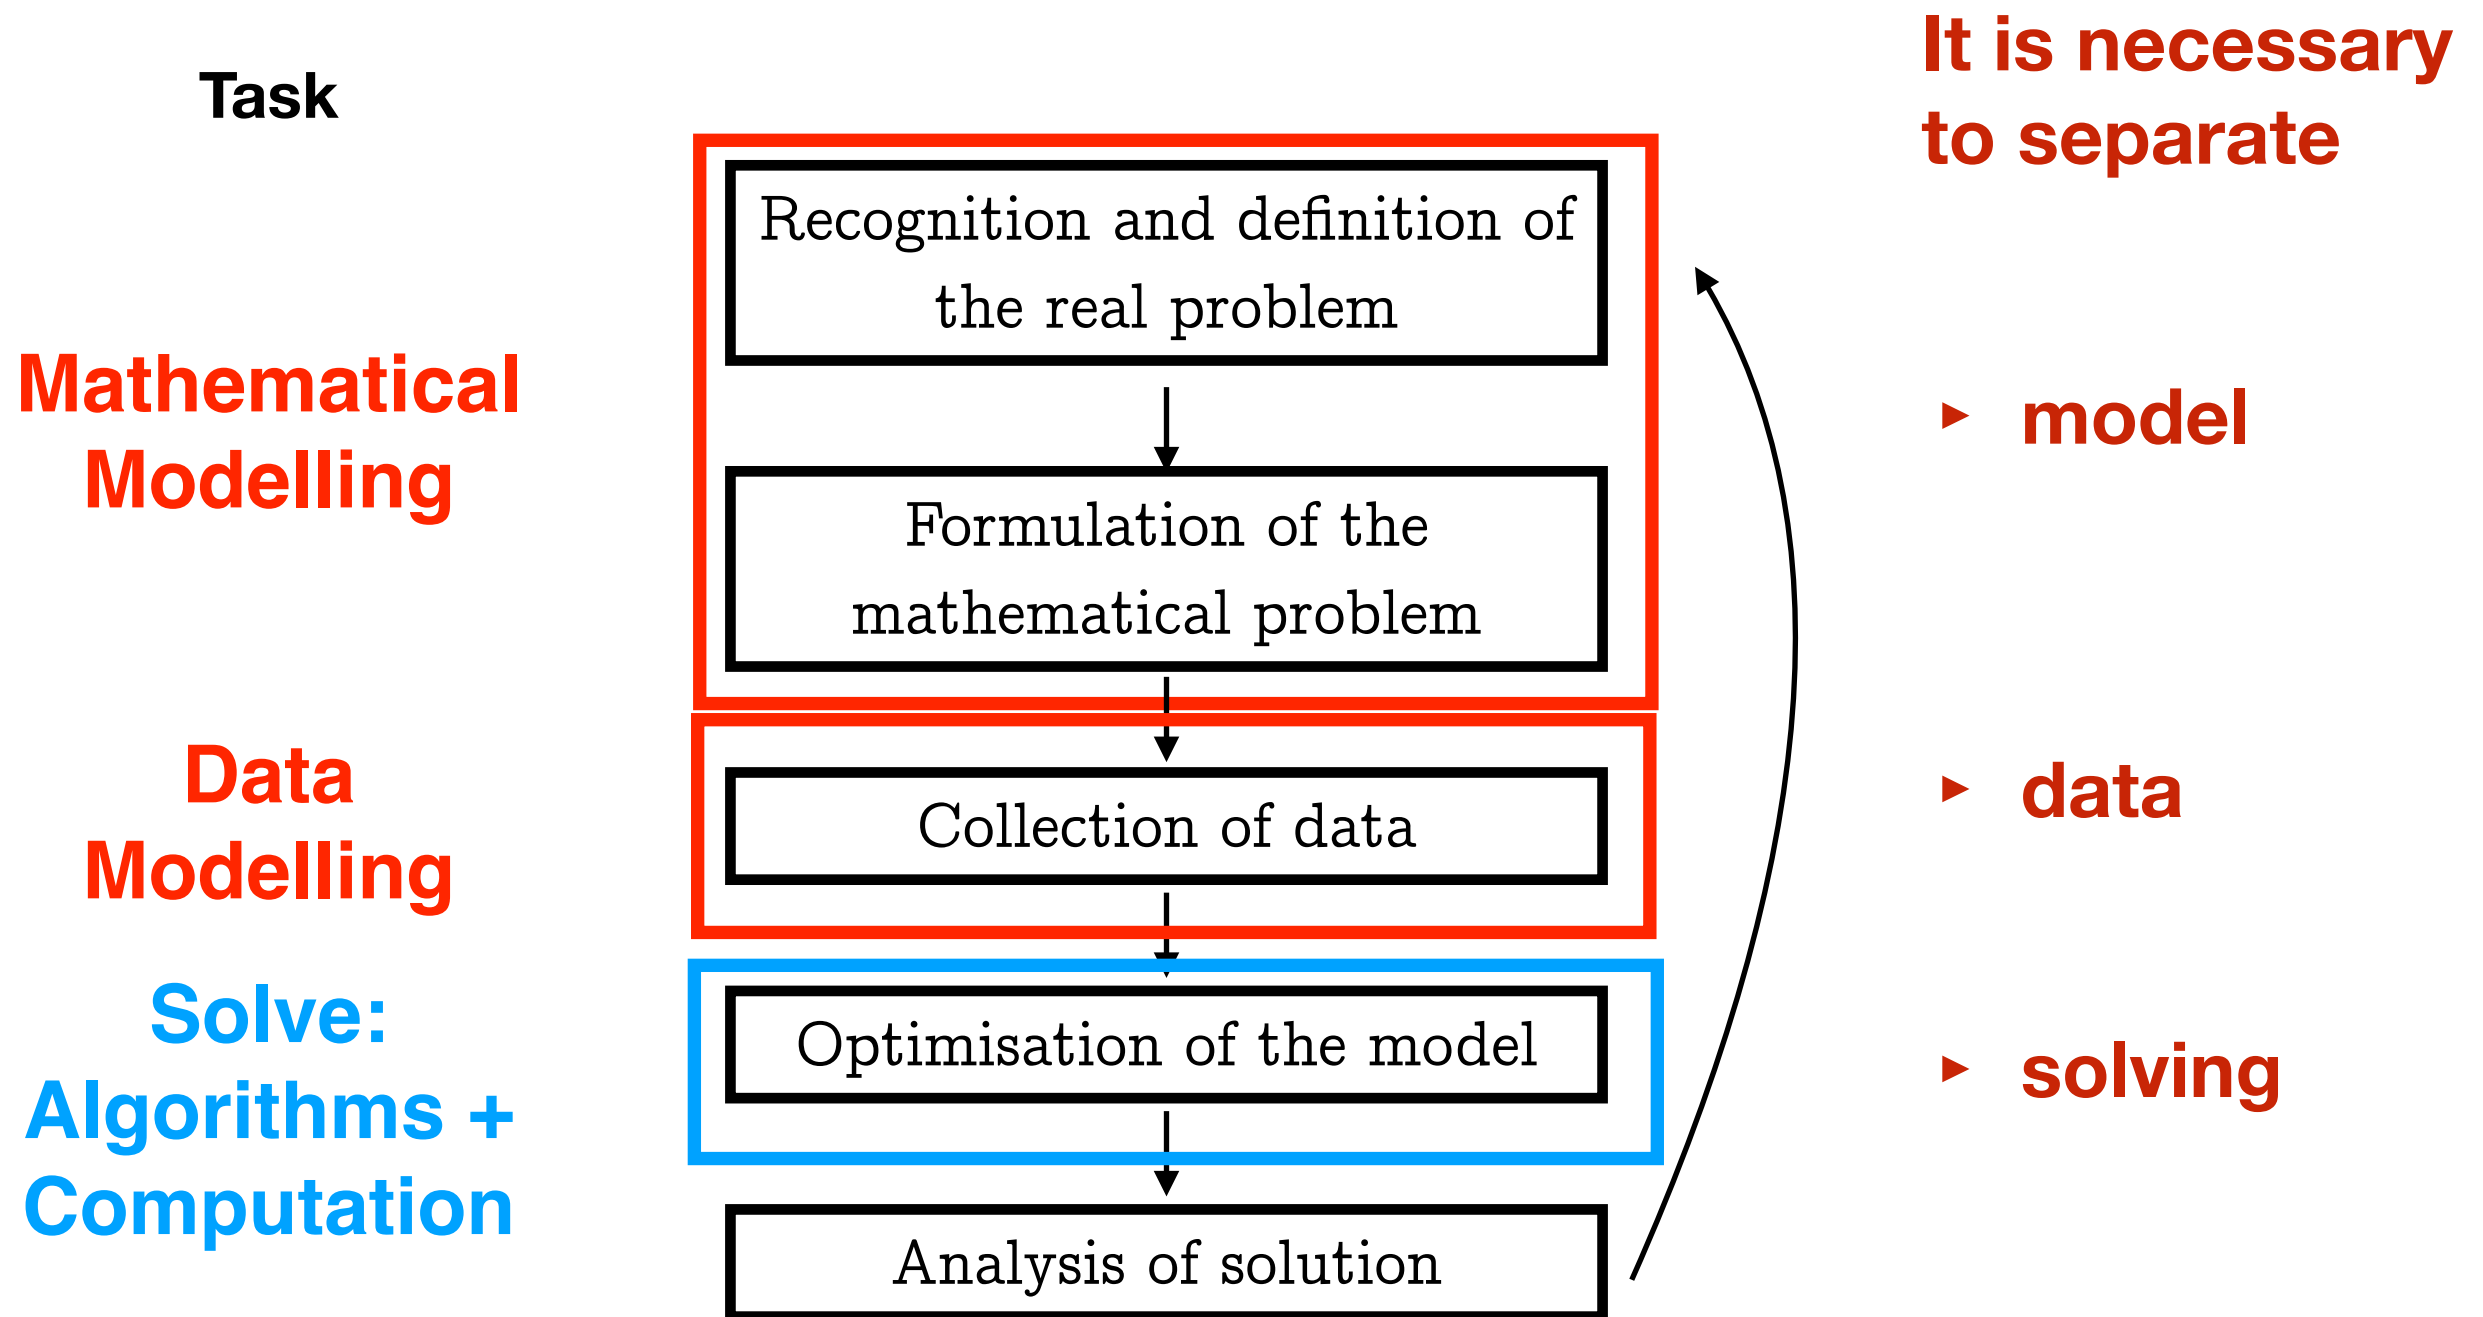 Task
Mathematical
Modelling
Data
Modelling
Solve:
Algorithms +
Computation
Recognition and definition of
the real problem
Formulation of the
mathematical problem
Collection of data
Optimisation of the model
Analysis of solution
It is necessary
to separate
▸ model
▸ data
▸ solving